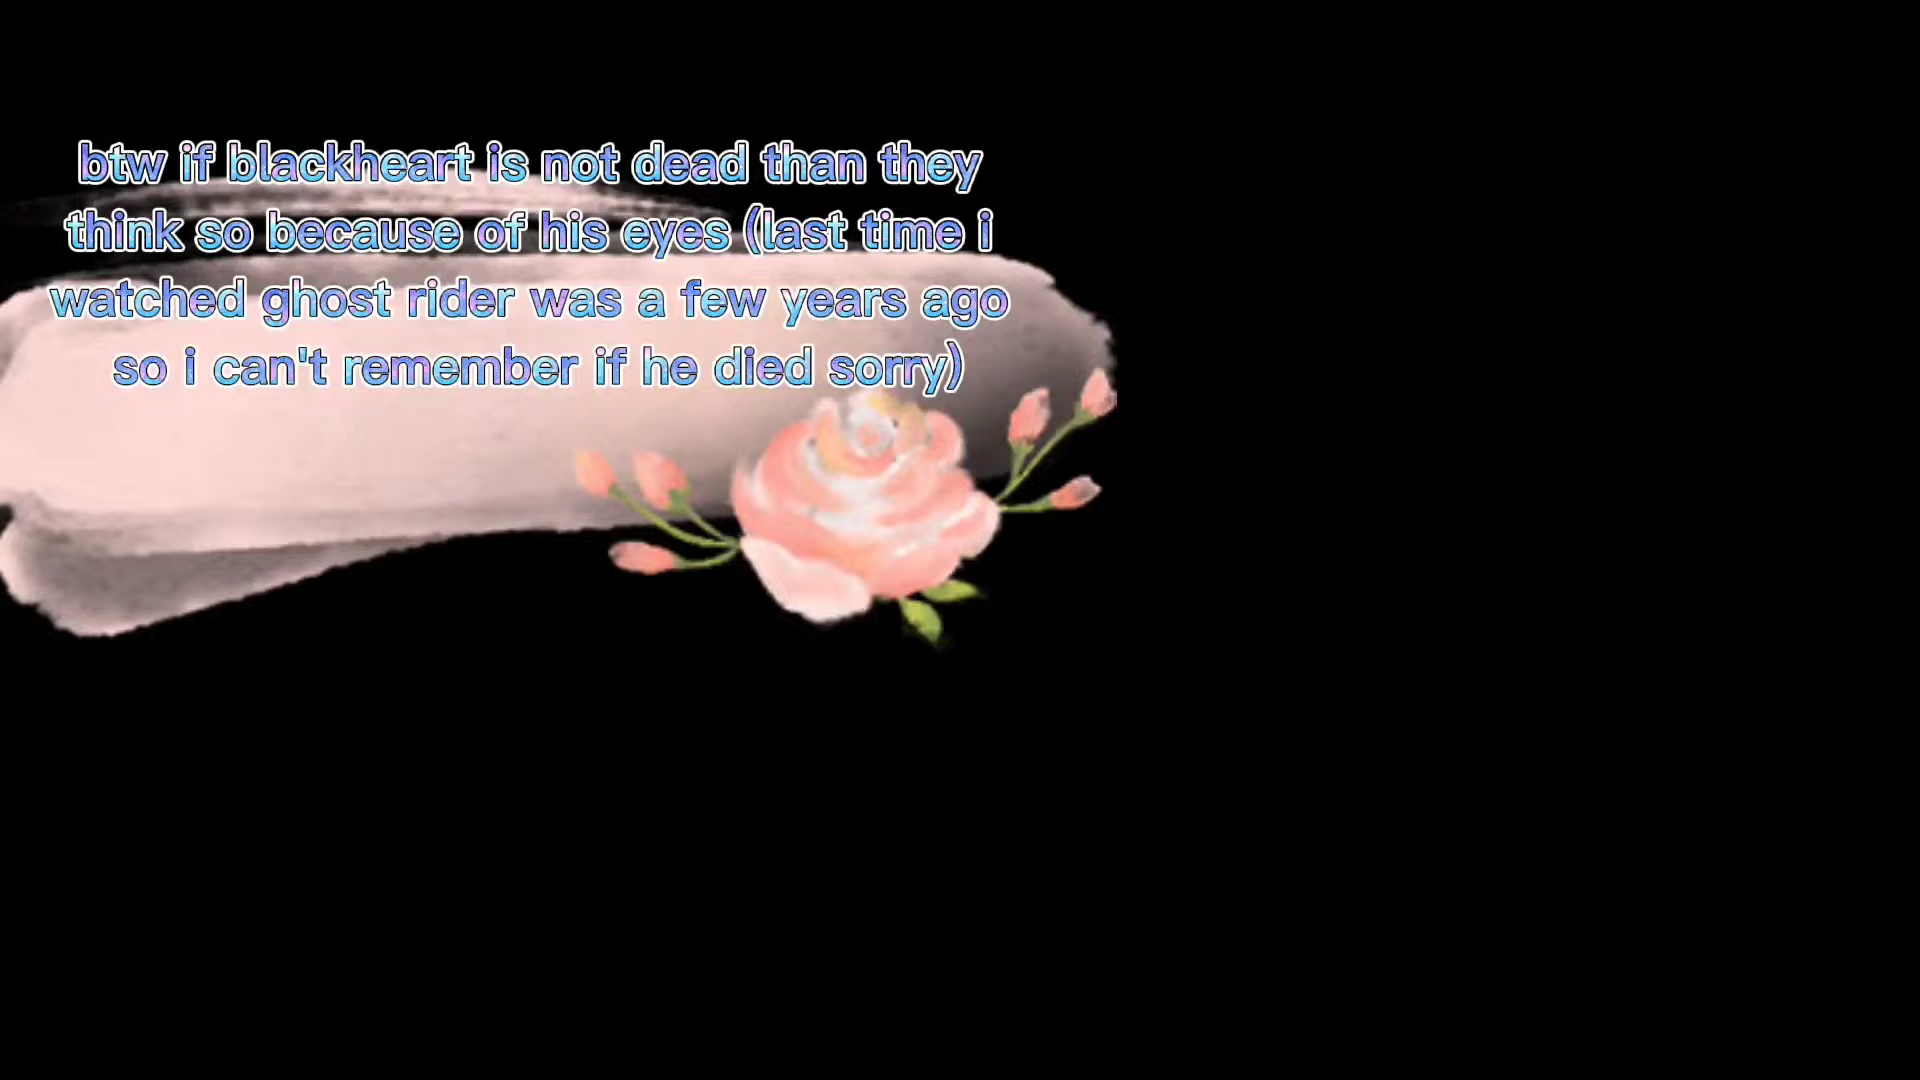 btw if blackheart is not dead than they
think so because of his eyes (last time i
watched ghost rider was a few years ago
so i can't remember if he died sorry)